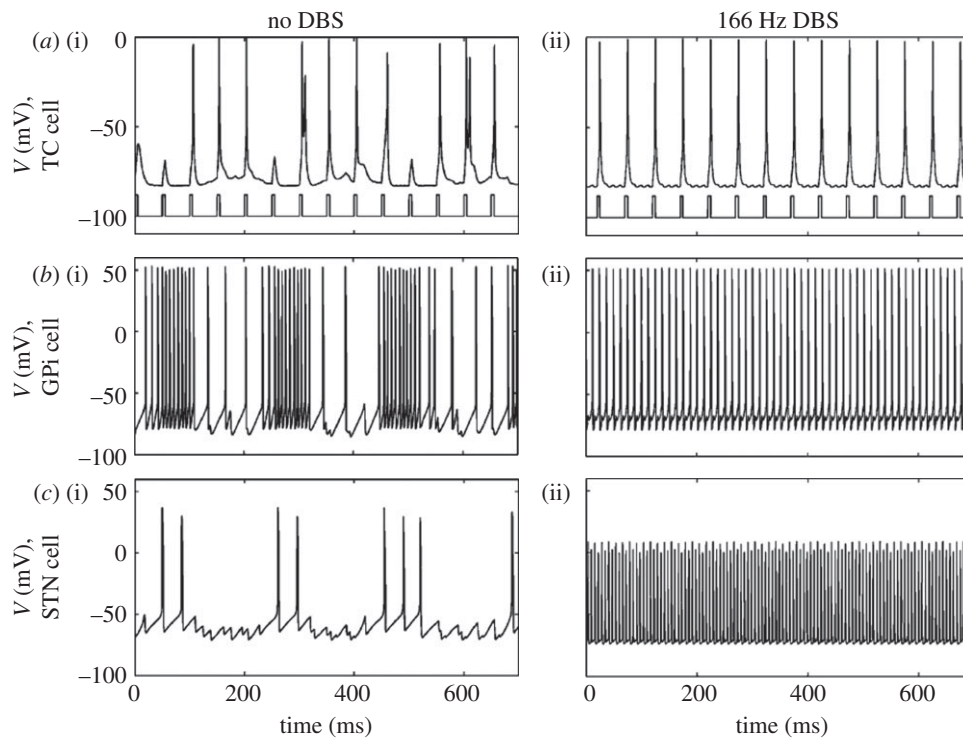 no DBS
166 Hz DBS
(a) (i)
(ii)
V (mV),
TC cell
0
−50
−100
(b) (i)
(ii)
V (mV),
GPi cell
50
0
−50
−100
(c) (i)
(ii)
V (mV),
STN cell
50
0
−50
−100
0 200 400 600
0 200 400 600
time (ms)
time (ms)